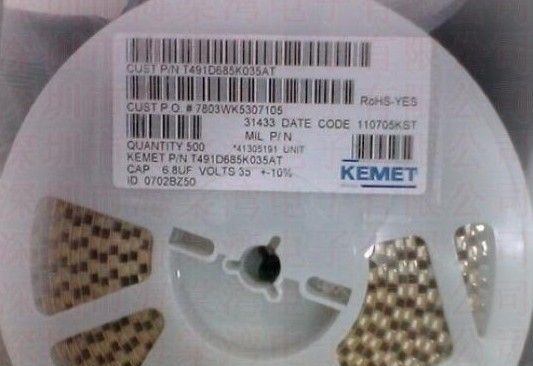 CUST P/N T491D685K035AT
CUST P.O. # 7803WK5307105
RoHS-YES
31433 DATE CODE 110705KST
MIL P/N
QUANTITY 500 *41305191 UNIT
KEMET P/N T491D685K035AT
CAP 6.8UF VOLTS 35 +-10%
ID 0702BZ50
KEMET